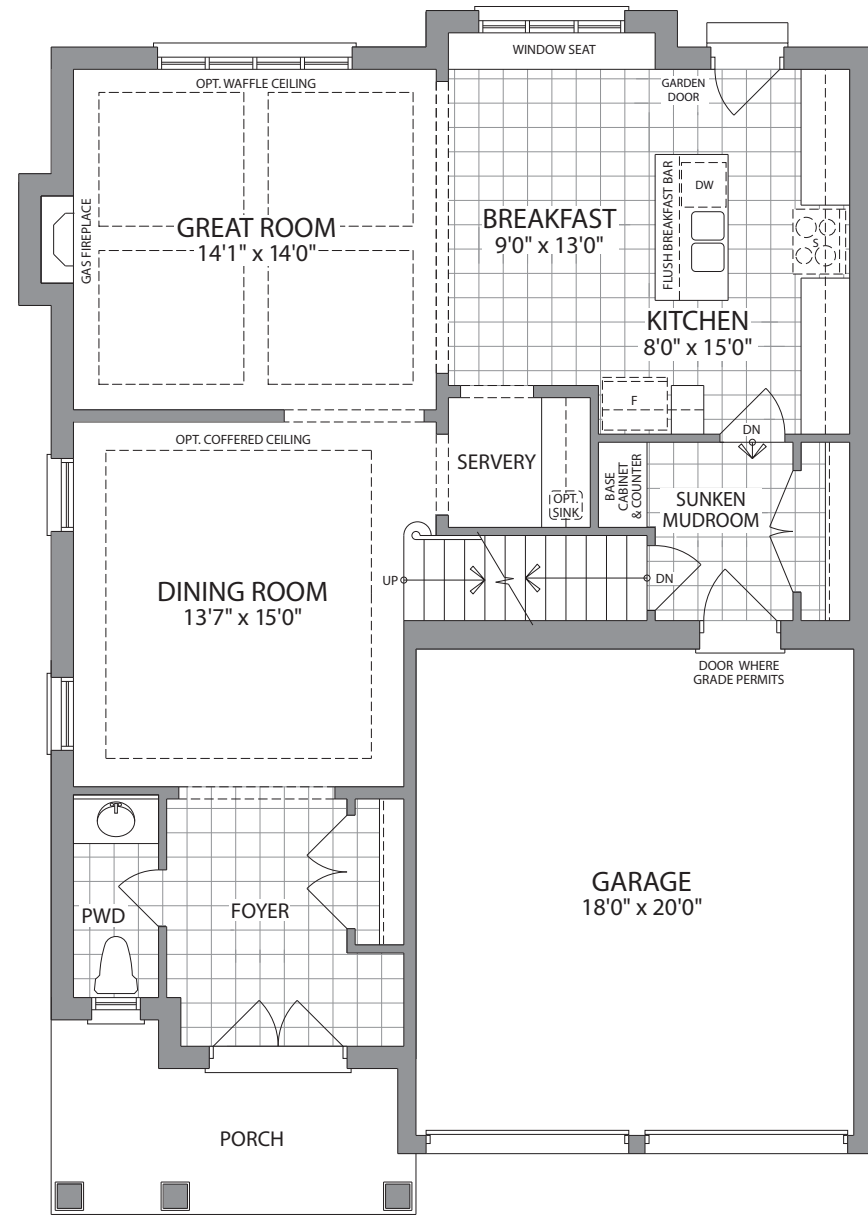 WINDOW SEAT
OPT. WAFFLE CEILING
GARDEN
DOOR
GAS FIREPLACE
GREAT ROOM
14'1" x 14'0"
BREAKFAST
9'0" x 13'0"
FLUSH BREAKFAST BAR
DW
S
KITCHEN
8'0" x 15'0"
F
DN
OPT. COFFERED CEILING
SERVERY
OPT.
SINK
BASE
CABINET
& COUNTER
SUNKEN
MUDROOM
UP
DN
DINING ROOM
13'7" x 15'0"
DOOR WHERE
GRADE PERMITS
PWD
FOYER
GARAGE
18'0" x 20'0"
PORCH